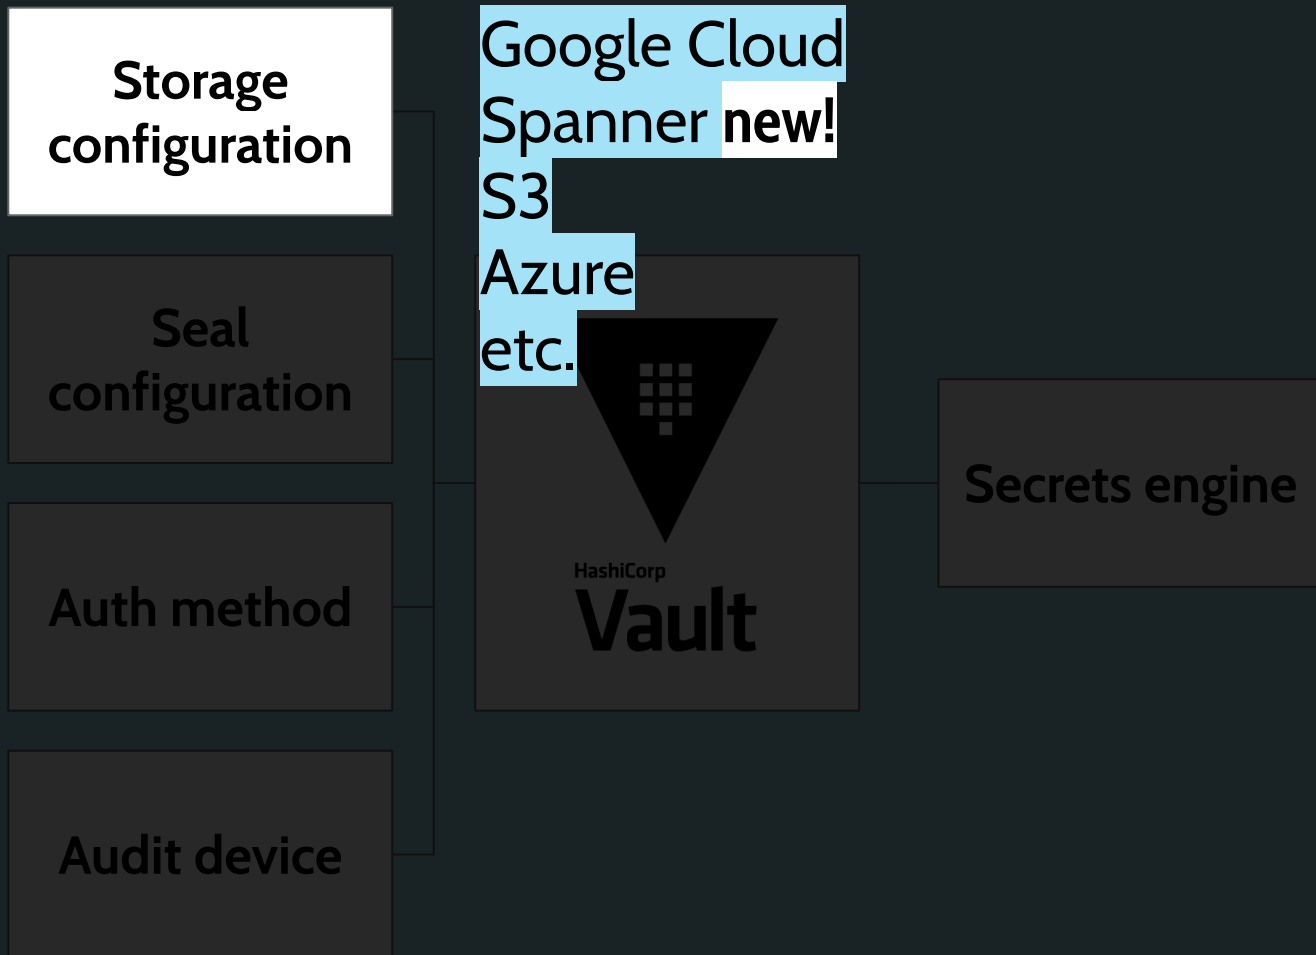 Storage
configuration
Google Cloud
Spanner new!
S3
Azure
etc.
Seal
configuration
Auth method
Audit device
HashiCorp
Vault
Secrets engine